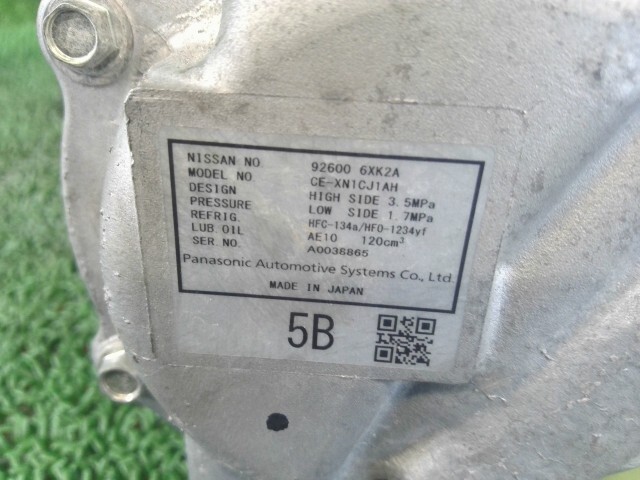 NISSAN NO. 92600 6XK2A
MODEL NO. CE-XN1CJ1AH
DESIGN HIGH SIDE 3.5MPa
PRESSURE LOW SIDE 1.7MPa
REFRIG. HFC-134a/HFO-1234yf
LUB.OIL AE10 120cm³
SER.NO. A0038865
Panasonic Automotive Systems Co., Ltd.
MADE IN JAPAN
5B